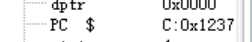 dptr 0x0000
PC $ C:0x1237